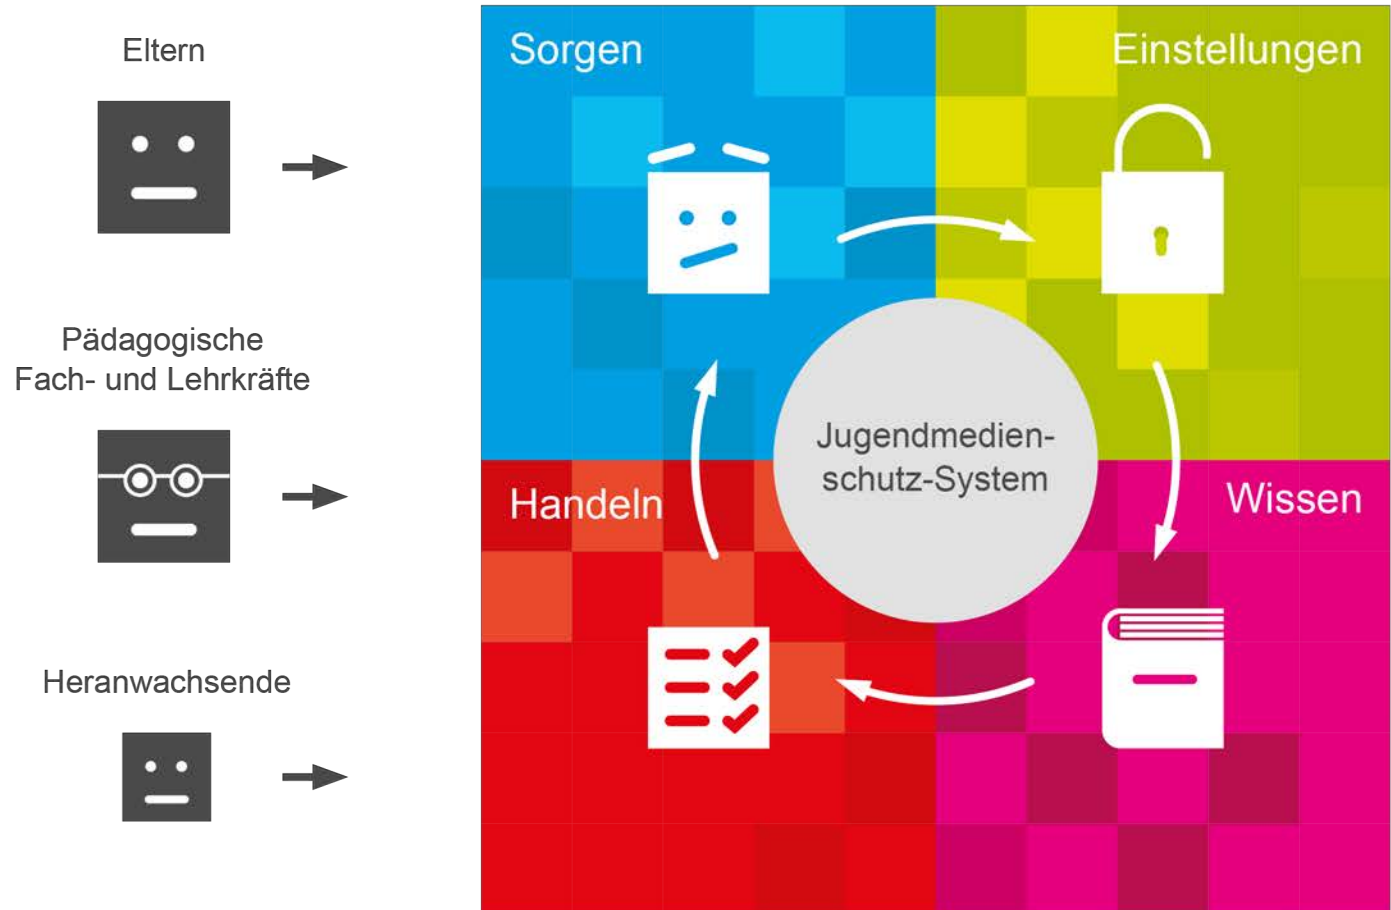 Eltern
Pädagogische
Fach- und Lehrkräfte
Heranwachsende
Sorgen
Einstellungen
Jugendmedien-
schutz-System
Handeln
Wissen